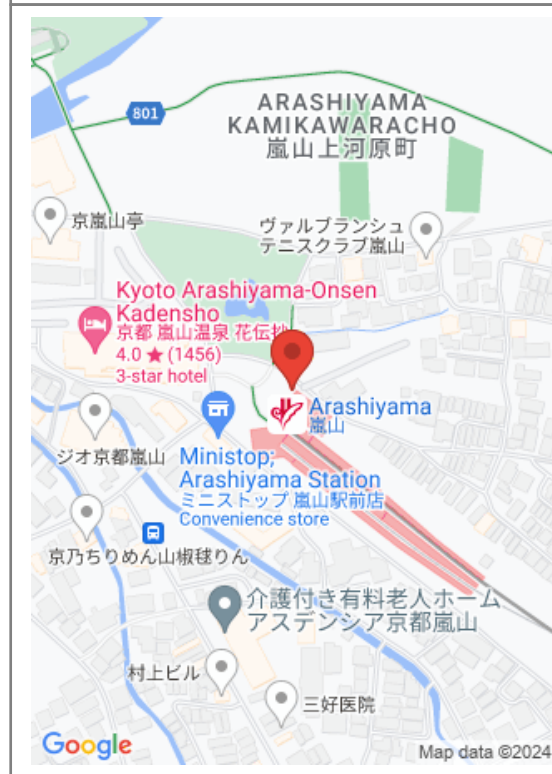 801
ARASHIYAMA
KAMIKAWARACHO
嵐山上河原町
京嵐山亭
ヴァルブランシュ
テニスクラブ嵐山
Kyoto Arashiyama-Onsen
Kadensho
京都 嵐山温泉 花伝抄
4.0 ★ (1456)
3-star hotel
Arashiyama
嵐山
ジオ京都嵐山
Ministop;
Arashiyama Station
ミニストップ 嵐山駅前店
Convenience store
京乃ちりめん山椒毬りん
介護付き有料老人ホーム
アステンシア京都嵐山
村上ビル
三好医院
Google
Map data ©2024